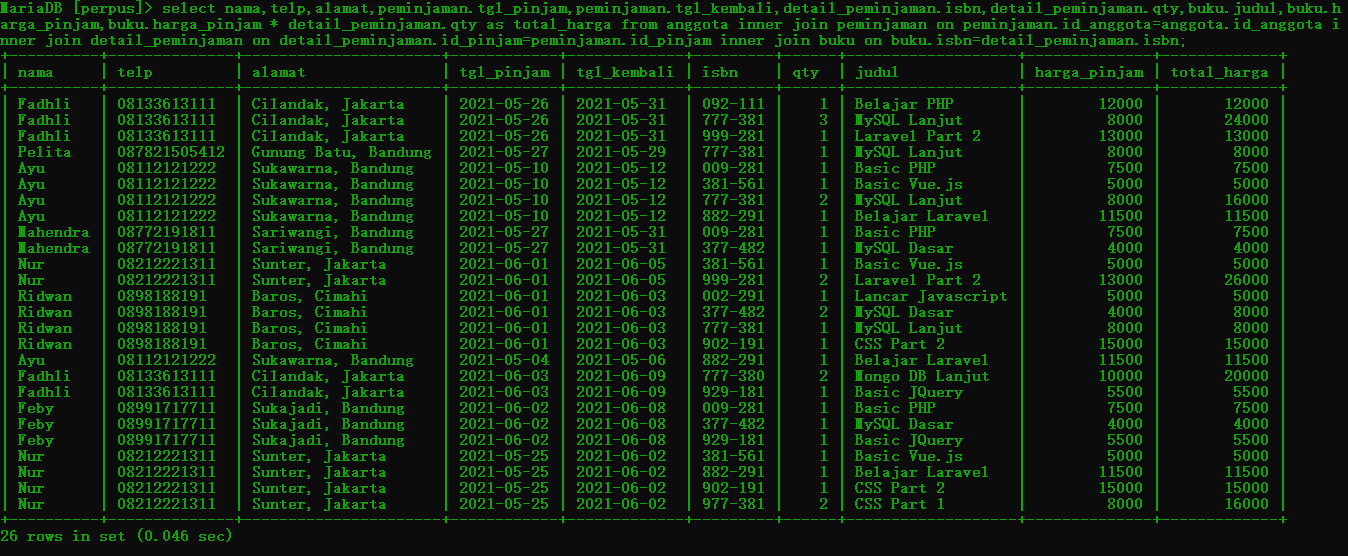 MariaDB [perpus]> select nama,telp,alamat,peminjaman.tgl_pinjam,peminjaman.tgl_kembali,detail_peminjaman.isbn,detail_peminjaman.qty,buku.judul,buku.h
arga_pinjam,buku.harga_pinjam * detail_peminjaman.qty as total_harga from anggota inner join peminjaman on peminjaman.id_anggota=anggota.id_anggota i
nner join detail_peminjaman on detail_peminjaman.id_pinjam=peminjaman.id_pinjam inner join buku on buku.isbn=detail_peminjaman.isbn;
+----------+--------------+----------------------+------------+-------------+----------+------+-------------------+--------------+-------------+
| nama | telp | alamat | tgl_pinjam | tgl_kembali | isbn | qty | judul | harga_pinjam | total_harga |
+----------+--------------+----------------------+------------+-------------+----------+------+-------------------+--------------+-------------+
| Fadhli | 08133613111 | Cilandak, Jakarta | 2021-05-26 | 2021-05-31 | 092-111 | 1 | Belajar PHP | 12000 | 12000 |
| Fadhli | 08133613111 | Cilandak, Jakarta | 2021-05-26 | 2021-05-31 | 777-381 | 3 | MySQL Lanjut | 8000 | 24000 |
| Fadhli | 08133613111 | Cilandak, Jakarta | 2021-05-26 | 2021-05-31 | 999-281 | 1 | Laravel Part 2 | 13000 | 13000 |
| Pelita | 087821505412 | Gunung Batu, Bandung | 2021-05-27 | 2021-05-29 | 777-381 | 1 | MySQL Lanjut | 8000 | 8000 |
| Ayu | 08112121222 | Sukawarna, Bandung | 2021-05-10 | 2021-05-12 | 009-281 | 1 | Basic PHP | 7500 | 7500 |
| Ayu | 08112121222 | Sukawarna, Bandung | 2021-05-10 | 2021-05-12 | 381-561 | 1 | Basic Vue.js | 5000 | 5000 |
| Ayu | 08112121222 | Sukawarna, Bandung | 2021-05-10 | 2021-05-12 | 777-381 | 2 | MySQL Lanjut | 8000 | 16000 |
| Ayu | 08112121222 | Sukawarna, Bandung | 2021-05-10 | 2021-05-12 | 882-291 | 1 | Belajar Laravel | 11500 | 11500 |
| Mahendra | 08772191811 | Sariwangi, Bandung | 2021-05-27 | 2021-05-31 | 009-281 | 1 | Basic PHP | 7500 | 7500 |
| Mahendra | 08772191811 | Sariwangi, Bandung | 2021-05-27 | 2021-05-31 | 377-482 | 1 | MySQL Dasar | 4000 | 4000 |
| Nur | 08212221311 | Sunter, Jakarta | 2021-06-01 | 2021-06-05 | 381-561 | 1 | Basic Vue.js | 5000 | 5000 |
| Nur | 08212221311 | Sunter, Jakarta | 2021-06-01 | 2021-06-05 | 999-281 | 2 | Laravel Part 2 | 13000 | 26000 |
| Ridwan | 0898188191 | Baros, Cimahi | 2021-06-01 | 2021-06-03 | 002-291 | 1 | Lancar Javascript | 5000 | 5000 |
| Ridwan | 0898188191 | Baros, Cimahi | 2021-06-01 | 2021-06-03 | 377-482 | 2 | MySQL Dasar | 4000 | 8000 |
| Ridwan | 0898188191 | Baros, Cimahi | 2021-06-01 | 2021-06-03 | 777-381 | 1 | MySQL Lanjut | 8000 | 8000 |
| Ridwan | 0898188191 | Baros, Cimahi | 2021-06-01 | 2021-06-03 | 902-191 | 1 | CSS Part 2 | 15000 | 15000 |
| Ayu | 08112121222 | Sukawarna, Bandung | 2021-05-04 | 2021-05-06 | 882-291 | 1 | Belajar Laravel | 11500 | 11500 |
| Fadhli | 08133613111 | Cilandak, Jakarta | 2021-06-03 | 2021-06-09 | 777-380 | 2 | Mongo DB Lanjut | 10000 | 20000 |
| Fadhli | 08133613111 | Cilandak, Jakarta | 2021-06-03 | 2021-06-09 | 929-181 | 1 | Basic JQuery | 5500 | 5500 |
| Feby | 08991717711 | Sukajadi, Bandung | 2021-06-02 | 2021-06-08 | 009-281 | 1 | Basic PHP | 7500 | 7500 |
| Feby | 08991717711 | Sukajadi, Bandung | 2021-06-02 | 2021-06-08 | 377-482 | 1 | MySQL Dasar | 4000 | 4000 |
| Feby | 08991717711 | Sukajadi, Bandung | 2021-06-02 | 2021-06-08 | 929-181 | 1 | Basic JQuery | 5500 | 5500 |
| Nur | 08212221311 | Sunter, Jakarta | 2021-05-25 | 2021-06-02 | 381-561 | 1 | Basic Vue.js | 5000 | 5000 |
| Nur | 08212221311 | Sunter, Jakarta | 2021-05-25 | 2021-06-02 | 882-291 | 1 | Belajar Laravel | 11500 | 11500 |
| Nur | 08212221311 | Sunter, Jakarta | 2021-05-25 | 2021-06-02 | 902-191 | 1 | CSS Part 2 | 15000 | 15000 |
| Nur | 08212221311 | Sunter, Jakarta | 2021-05-25 | 2021-06-02 | 977-381 | 2 | CSS Part 1 | 8000 | 16000 |
+----------+--------------+----------------------+------------+-------------+----------+------+-------------------+--------------+-------------+
26 rows in set (0.046 sec)